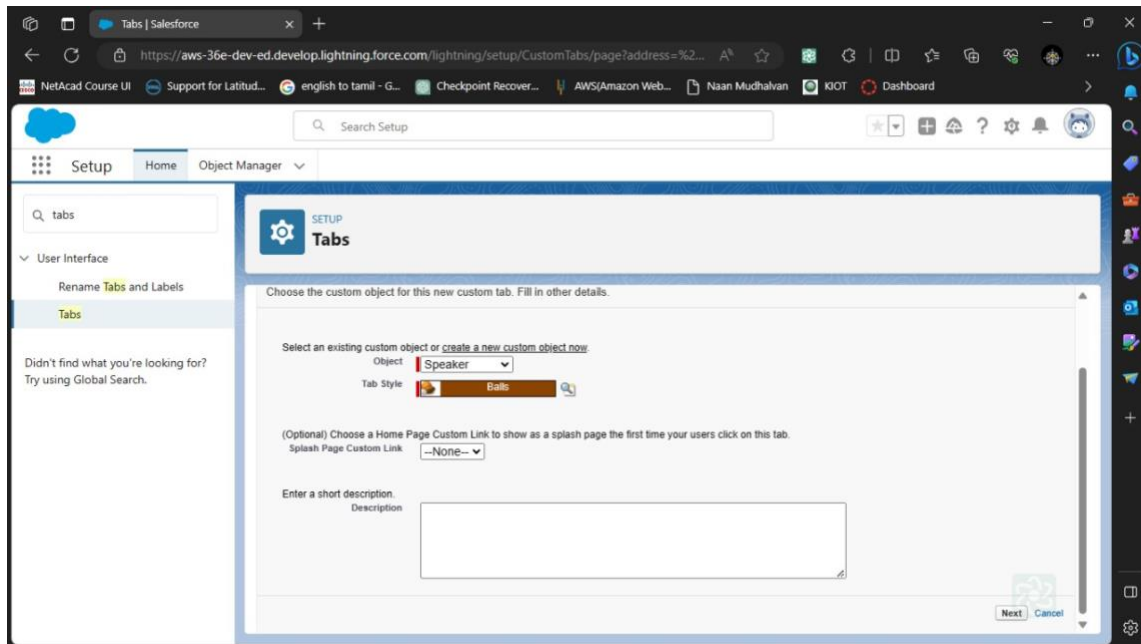 Tabs | Salesforce
https://aws-36e-dev-ed.develop.lightning.force.com/lightning/setup/CustomTabs/page?address=%2...
NetAcad Course UI
Support for Latitud...
english to tamil - G...
Checkpoint Recover...
AWS(Amazon Web...
Naan Mudhalvan
KIOT
Dashboard
Search Setup
Setup
Home
Object Manager
tabs
User Interface
Rename Tabs and Labels
Tabs
Didn't find what you're looking for?
Try using Global Search.
SETUP
Tabs
Choose the custom object for this new custom tab. Fill in other details.
Select an existing custom object or create a new custom object now.
Object Speaker
Tab Style Balls
(Optional) Choose a Home Page Custom Link to show as a splash page the first time your users click on this tab.
Splash Page Custom Link --None--
Enter a short description.
Description
Next Cancel